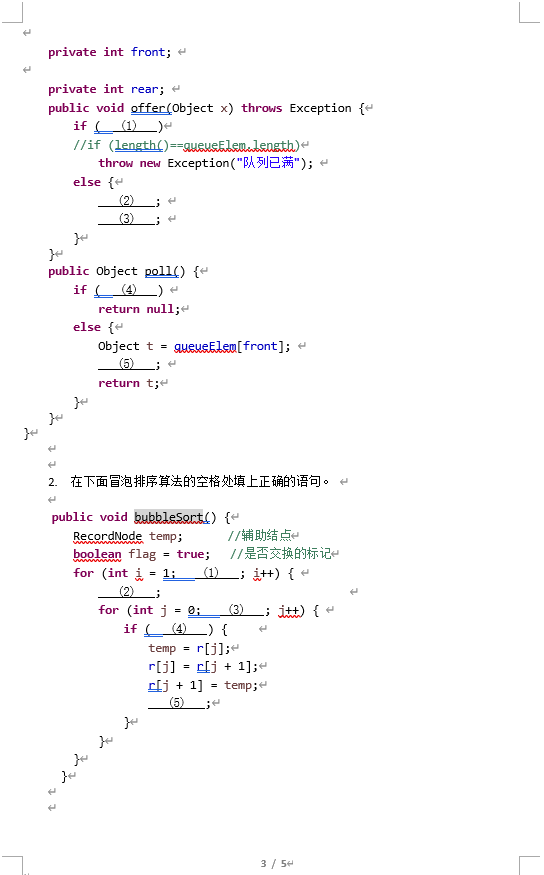 private int front;
private int rear;
public void offer(Object x) throws Exception {
if ( (1) )
//if (length()==queueElem.length)
throw new Exception("队列已满");
else {
(2) ;
(3) ;
}
}
public Object poll() {
if ( (4) )
return null;
else {
Object t = queueElem[front];
(5) ;
return t;
}
}
}
2. 在下面冒泡排序算法的空格处填上正确的语句。
public void bubbleSort() {
RecordNode temp; //辅助结点
boolean flag = true; //是否交换的标记
for (int i = 1; (1) ; i++) {
(2) ;
for (int j = 0; (3) ; j++) {
if ( (4) ) {
temp = r[j];
r[j] = r[j + 1];
r[j + 1] = temp;
(5) ;
}
}
}
}
3 / 5